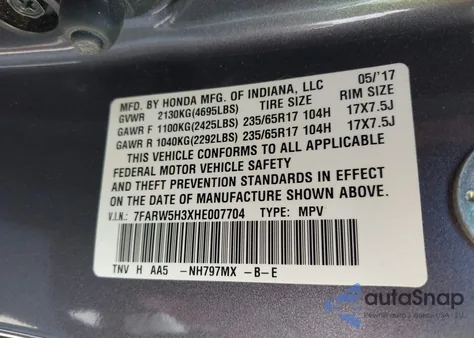 MFD. BY HONDA MFG. OF INDIANA, LLC 05/'17
GVWR 2130KG(4695LBS) TIRE SIZE RIM SIZE
GAWR F 1100KG(2425LBS) 235/65R17 104H 17X7.5J
GAWR R 1040KG(2292LBS) 235/65R17 104H 17X7.5J
THIS VEHICLE CONFORMS TO ALL APPLICABLE
FEDERAL MOTOR VEHICLE SAFETY
AND THEFT PREVENTION STANDARDS IN EFFECT
ON THE DATE OF MANUFACTURE SHOWN ABOVE.
V.I.N.: 7FARW5H3XHE007704 TYPE: MPV
TNV H AA5 -NH797MX -B-E
autoSnap